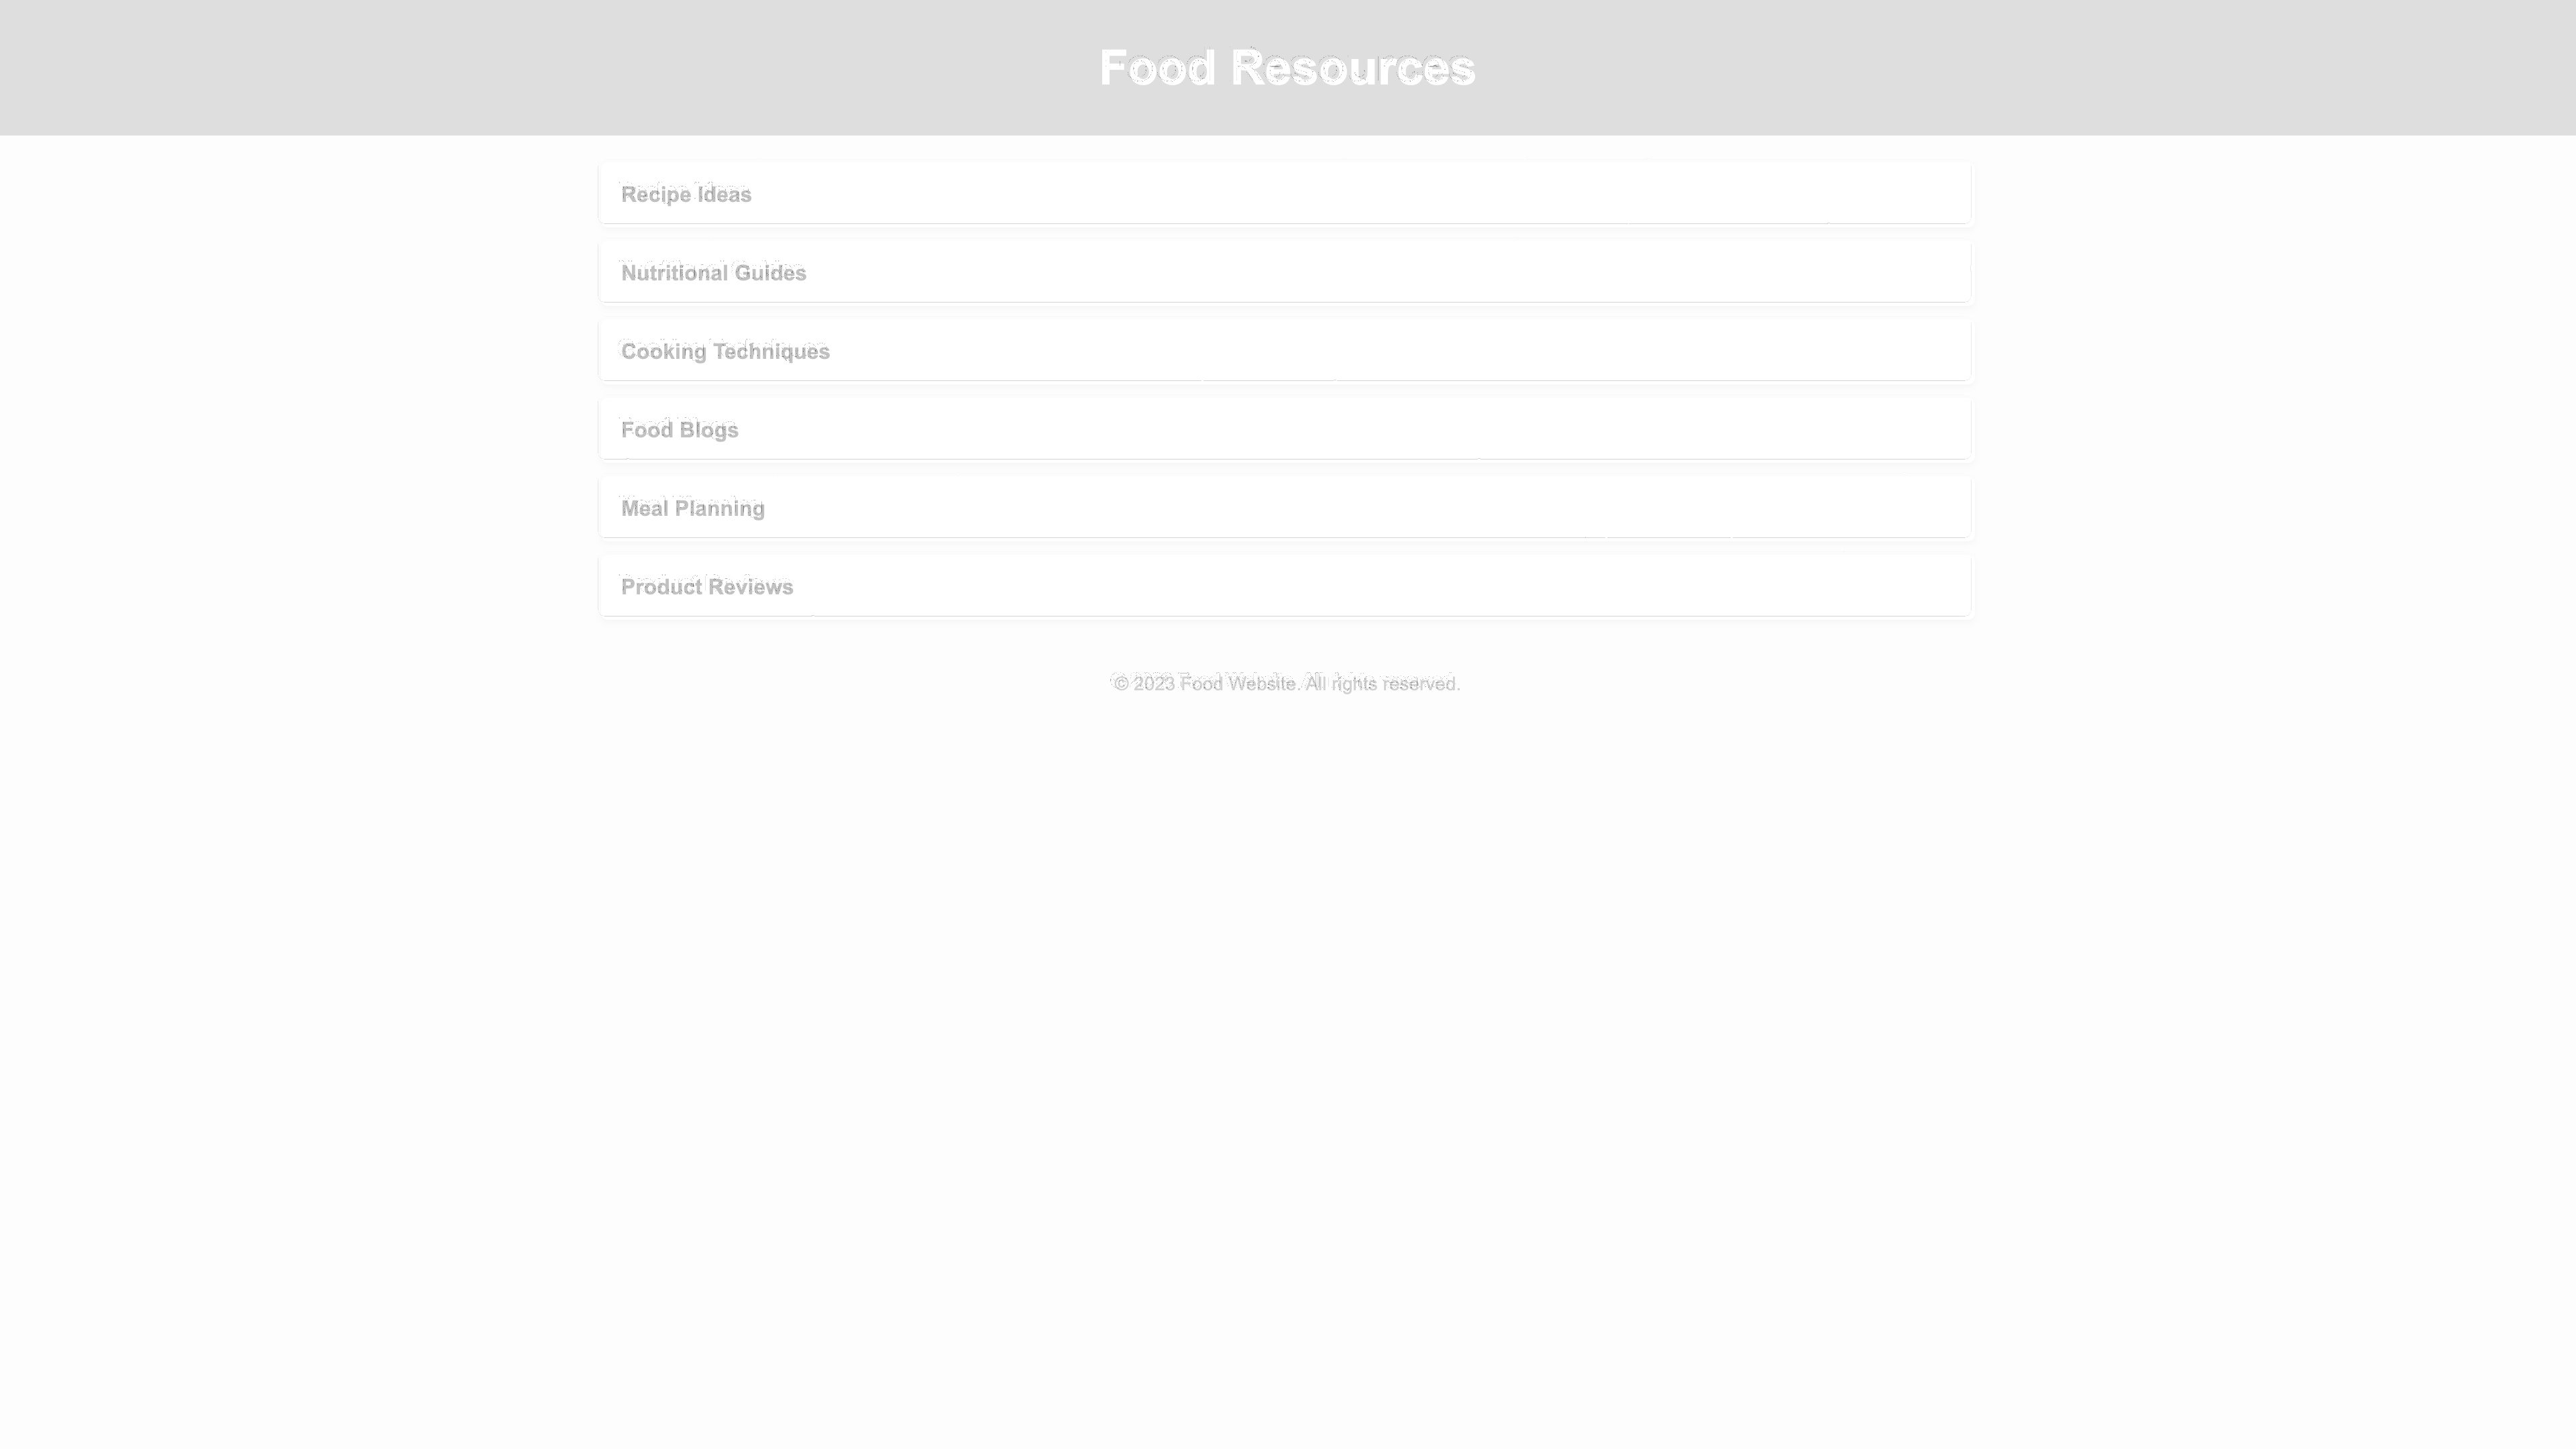 Food Resources
Recipe Ideas
Nutritional Guides
Cooking Techniques
Food Blogs
Meal Planning
Product Reviews
© 2023 Food Website. All rights reserved.